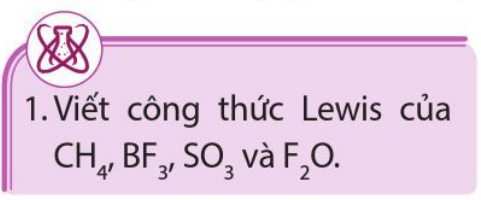 1. Viết công thức Lewis của
CH₄, BF₃, SO₃ và F₂O.